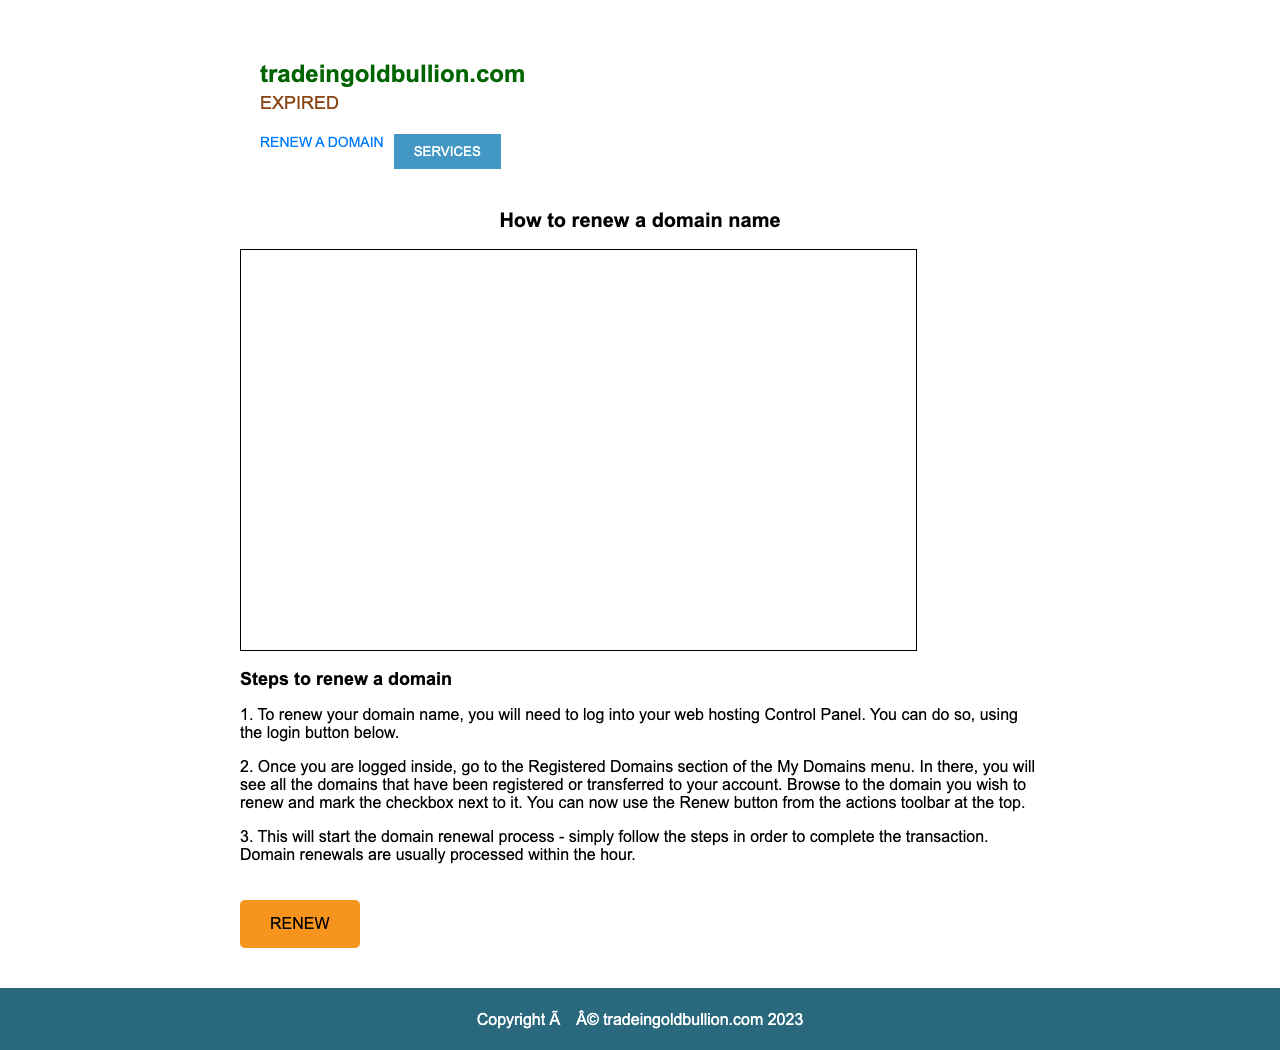 tradeingoldbullion.com
EXPIRED
RENEW A DOMAIN SERVICES
How to renew a domain name
Steps to renew a domain
1. To renew your domain name, you will need to log into your web hosting Control Panel. You can do so, using
the login button below.
2. Once you are logged inside, go to the Registered Domains section of the My Domains menu. In there, you will
see all the domains that have been registered or transferred to your account. Browse to the domain you wish to
renew and mark the checkbox next to it. You can now use the Renew button from the actions toolbar at the top.
3. This will start the domain renewal process - simply follow the steps in order to complete the transaction.
Domain renewals are usually processed within the hour.
RENEW
Copyright Ã Â© tradeingoldbullion.com 2023